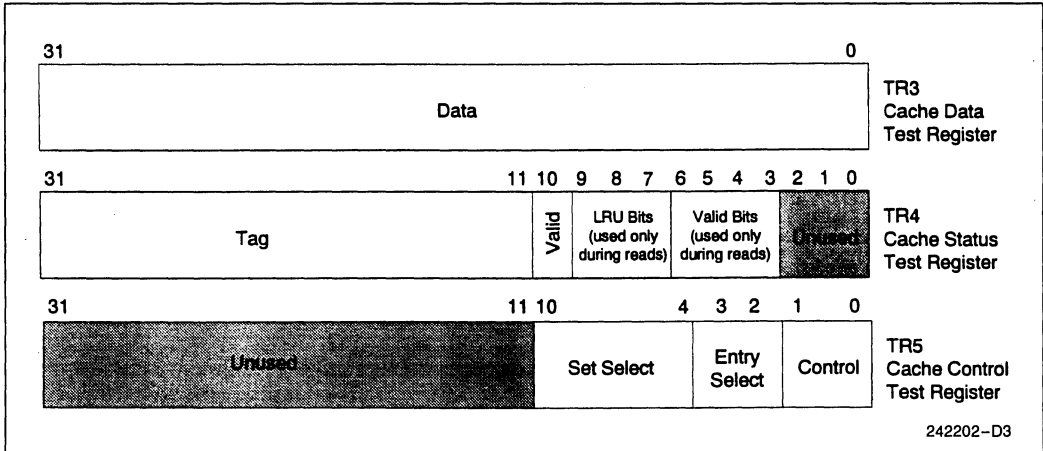 31 0
Data
TR3
Cache Data
Test Register
31 11 10 9 8 7 6 5 4 3 2 1 0
Tag
Valid
LRU Bits
(used only
during reads)
Valid Bits
(used only
during reads)
Unused
TR4
Cache Status
Test Register
31 11 10 4 3 2 1 0
Unused
Set Select
Entry
Select
Control
TR5
Cache Control
Test Register
242202-D3